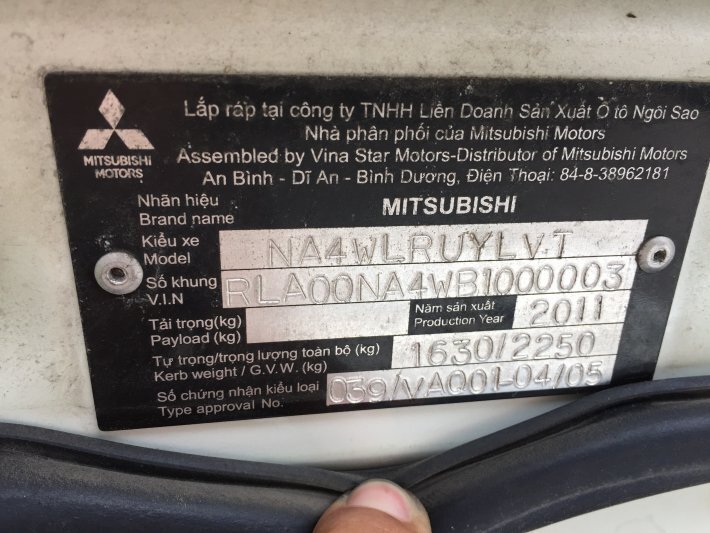 Lắp ráp tại công ty TNHH Liên Doanh Sản Xuất Ô tô Ngôi Sao
Nhà phân phối của Mitsubishi Motors
Assembled by Vina Star Motors-Distributor of Mitsubishi Motors
An Bình - Dĩ An - Bình Dương, Điện Thoại: 84-8-38962181
MITSUBISHI
MOTORS
Nhãn hiệu
Brand name MITSUBISHI
Kiểu xe
Model NA4WLRUYLVT
Số khung
V.I.N RLA00NA4WB1000003
Tải trọng(kg)
Payload (kg)
Năm sản xuất
Production Year 2011
Tự trọng/trọng lượng toàn bộ (kg)
Kerb weight / G.V.W. (kg) 1630/2250
Số chứng nhận kiểu loại
Type approval No. 039/VAQ01-04/05